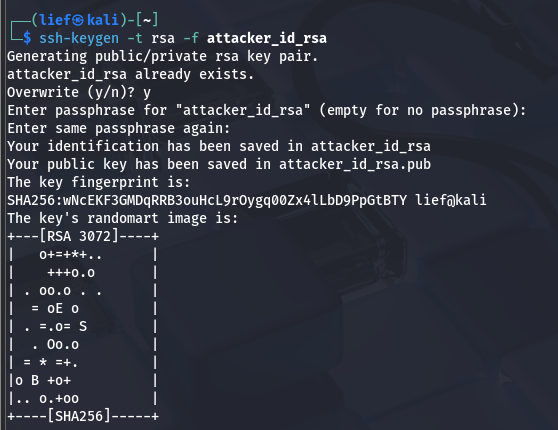 ┌──(lief㉿kali)-[~]
└─$ ssh-keygen -t rsa -f attacker_id_rsa
Generating public/private rsa key pair.
attacker_id_rsa already exists.
Overwrite (y/n)? y
Enter passphrase for "attacker_id_rsa" (empty for no passphrase):
Enter same passphrase again:
Your identification has been saved in attacker_id_rsa
Your public key has been saved in attacker_id_rsa.pub
The key fingerprint is:
SHA256:wNcEKF3GMDqRRB3ouHcL9rOygq00Zx4lLbD9PpGtBTY lief@kali
The key's randomart image is:
+---[RSA 3072]----+
|   o+=+*+..      |
|    +++o.o       |
| . oo.o . .      |
|  = oE o         |
| . =.o= S        |
|  . Oo.o         |
| = * =+.         |
|o B +o+          |
|.. o.+oo         |
+----[SHA256]-----+